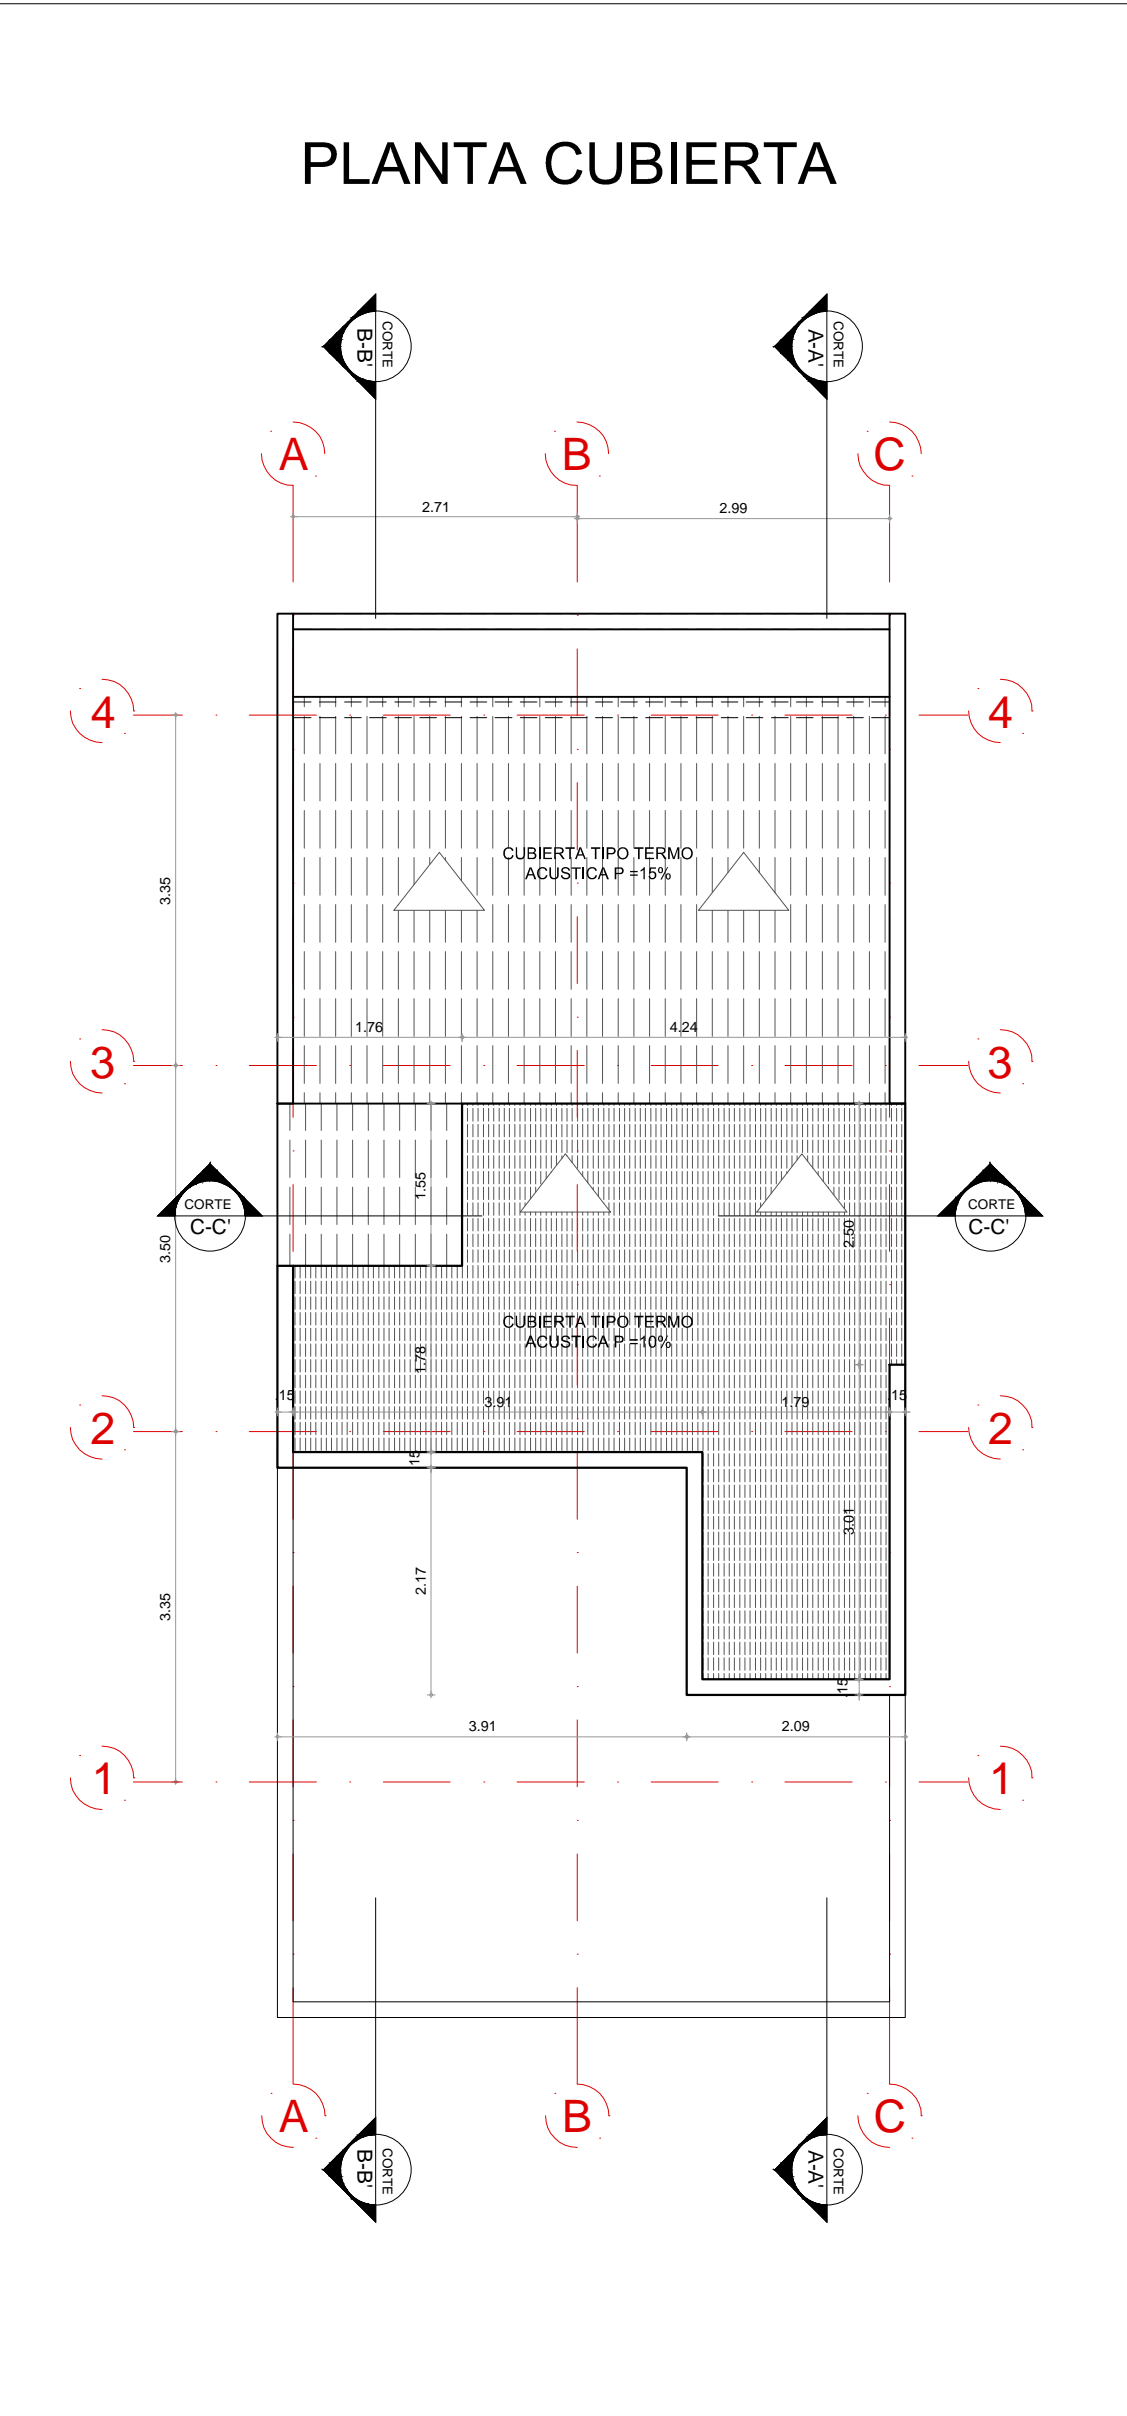 PLANTA CUBIERTA
CORTE
B-B'
CORTE
A-A'
A
B
C
2.71
2.99
4
4
CUBIERTA TIPO TERMO
ACUSTICA P =15%
3.35
1.76
4.24
3
3
1.55
CORTE
C-C'
CORTE
C-C'
3.50
2.50
CUBIERTA TIPO TERMO
ACUSTICA P =10%
1.78
.15
3.91
1.79
.15
2
2
.15
3.01
2.17
3.35
.15
3.91
2.09
1
1
A
B
C
CORTE
B-B'
CORTE
A-A'